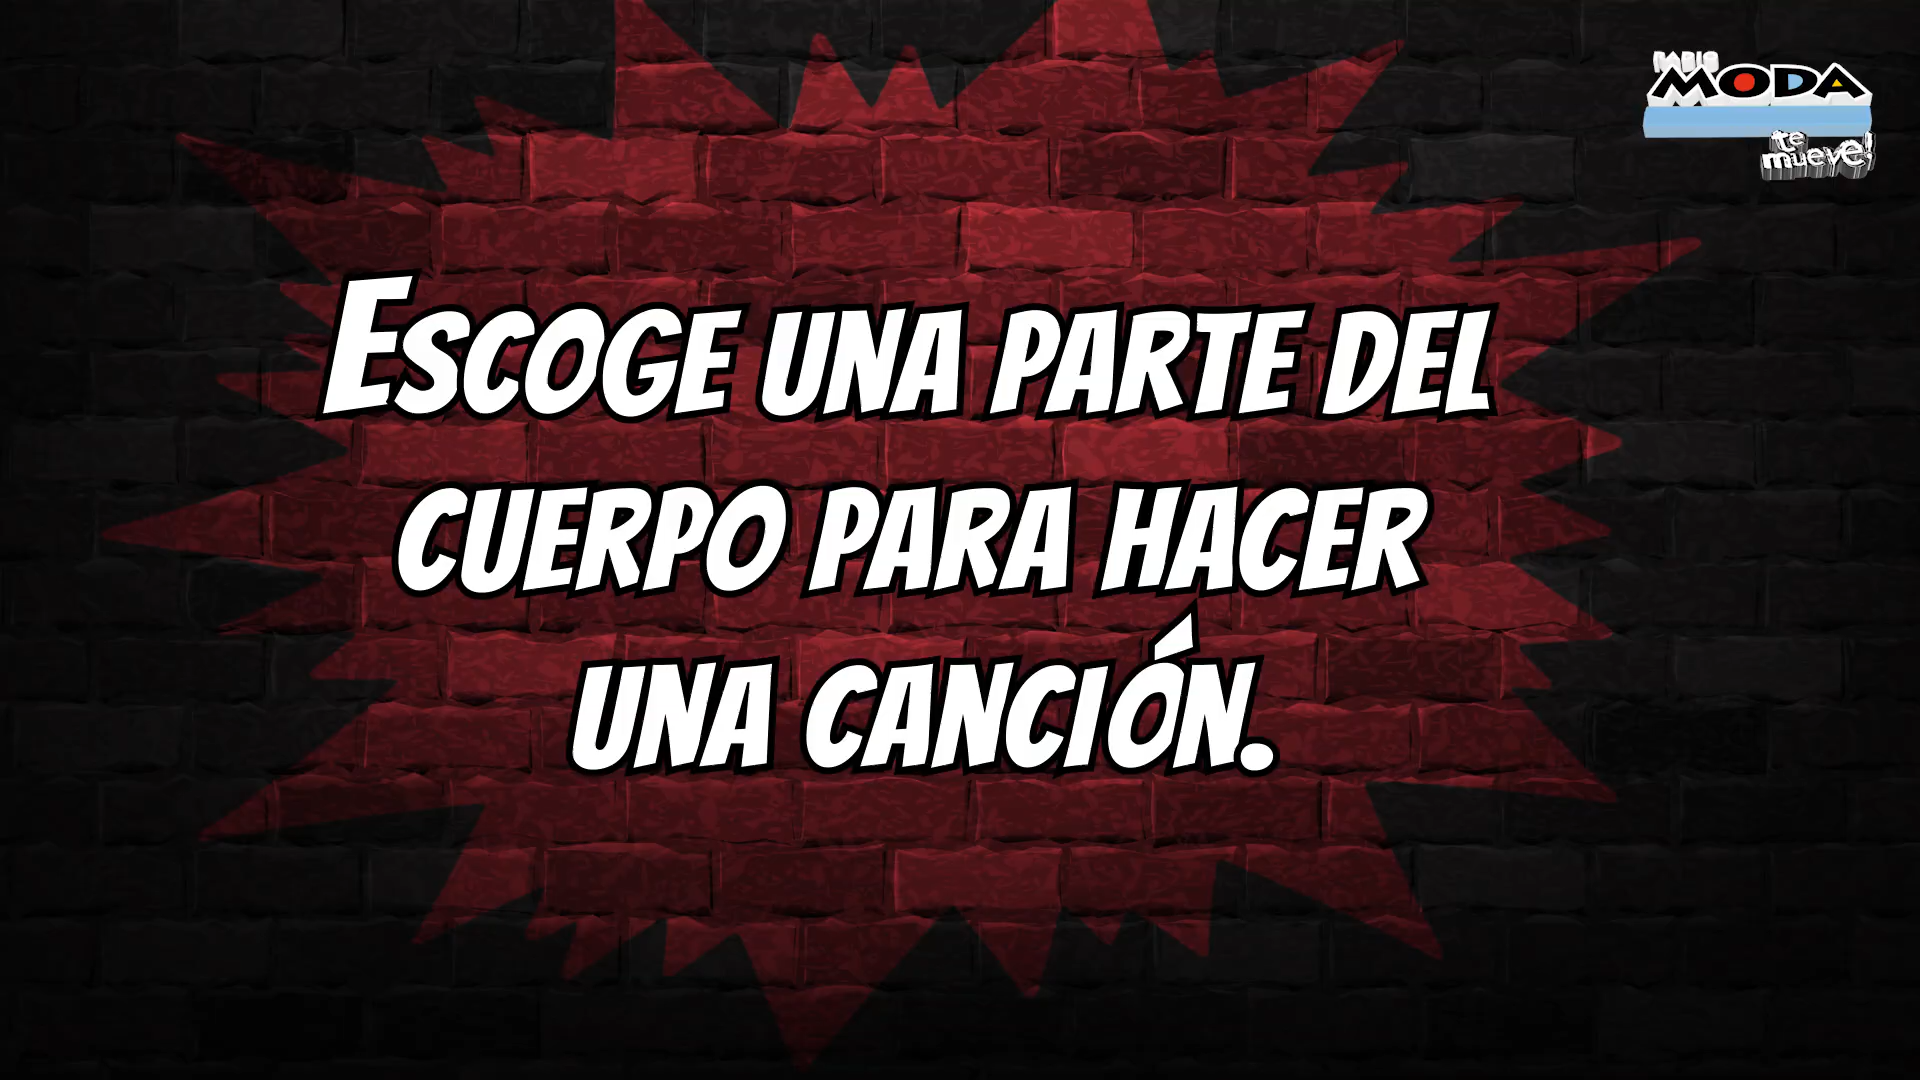 RADIO
MODA
te
mueve!
ESCOGE UNA PARTE DEL
CUERPO PARA HACER
UNA CANCIÓN.